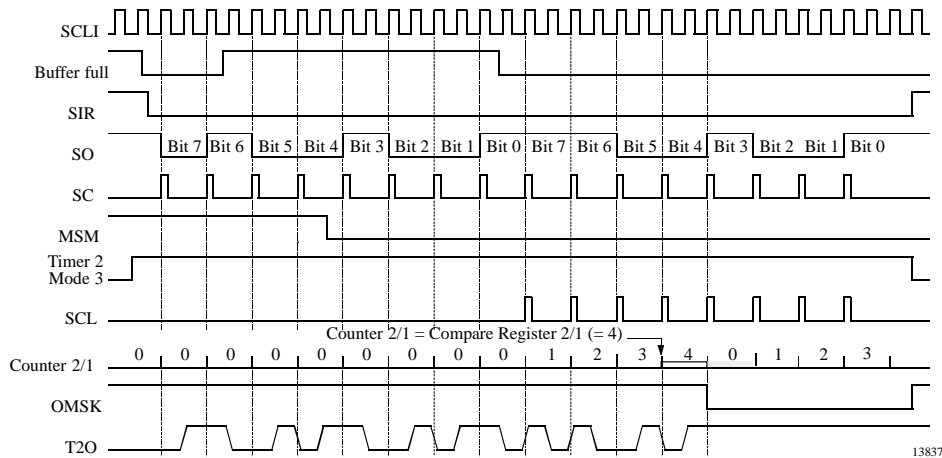 SCLI
Buffer full
SIR
SO
Bit 7 Bit 6 Bit 5 Bit 4 Bit 3 Bit 2 Bit 1 Bit 0 Bit 7 Bit 6 Bit 5 Bit 4 Bit 3 Bit 2 Bit 1 Bit 0
SC
MSM
Timer 2
Mode 3
SCL
Counter 2/1 = Compare Register 2/1 (= 4)
Counter 2/1
0 0 0 0 0 0 0 0 0 1 2 3 4 0 1 2 3
OMSK
T2O
13837